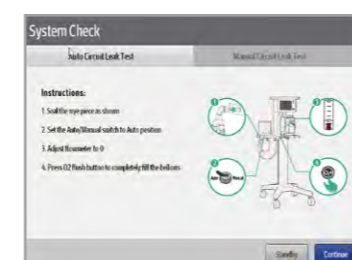 System Check
Auto Circuit Leak Test
Manual Circuit Leak Test
Instructions:
1. Seal the eye piece as shown
2. Set the Auto/Manual switch to Auto position
3. Adjust flowmeter to 0
4. Press O2 flush button to completely fill the bellows
Standby
Continue